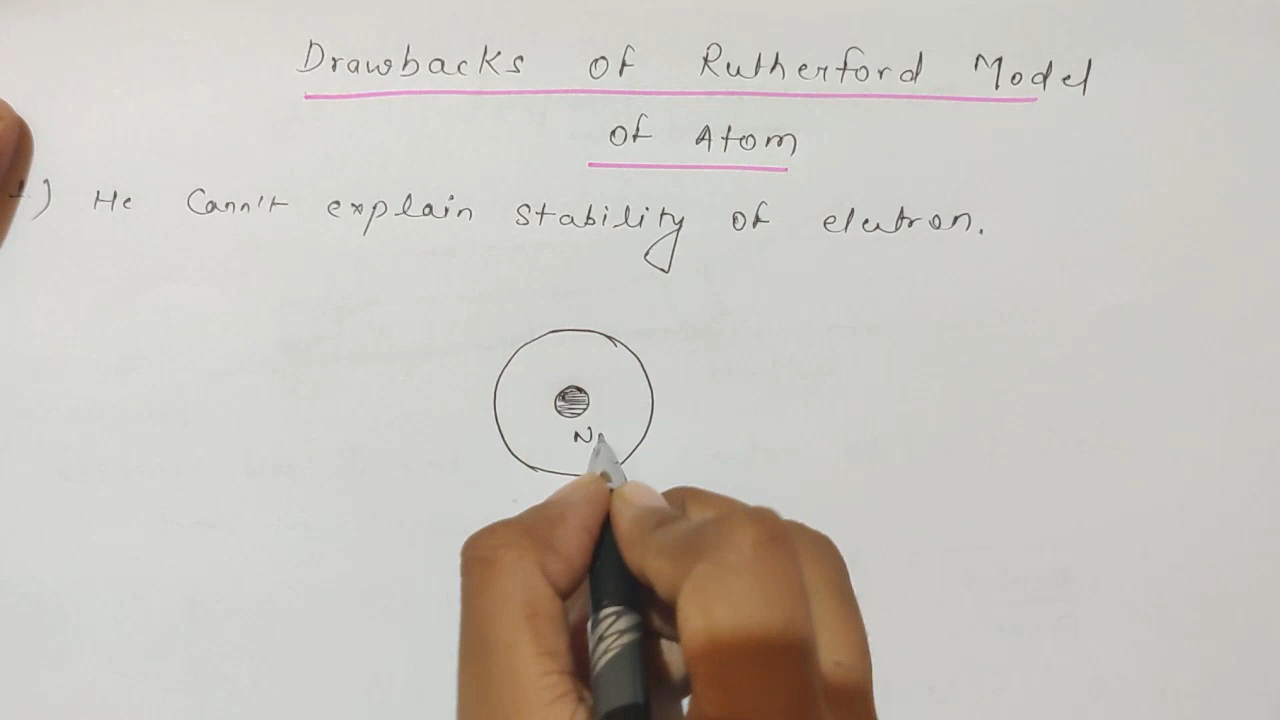 Drawbacks of Rutherford Model
of Atom
1) He Cann't explain stability of elutron.
N